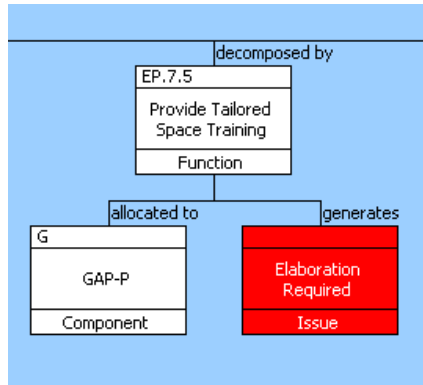 decomposed by
EP.7.5
Provide Tailored
Space Training
Function
allocated to
generates
G
GAP-P
Component
Elaboration
Required
Issue